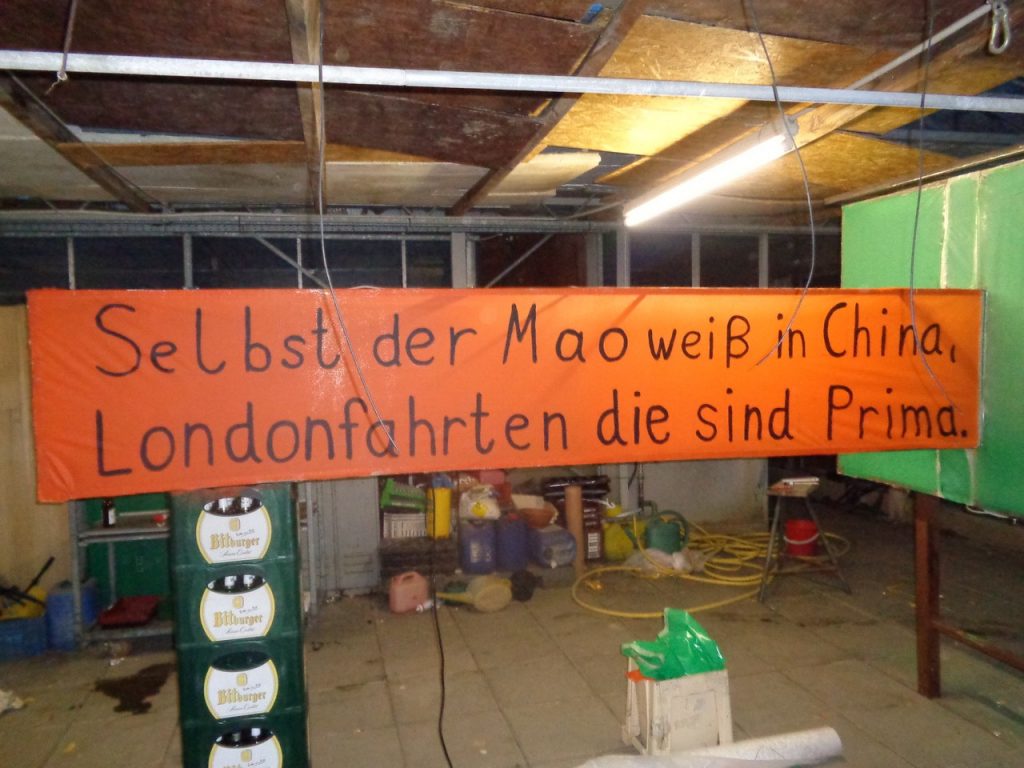 Selbst der Mao weiß in China,
Londonfahrten die sind Prima.
Bitburger
Bitburger
Bitburger